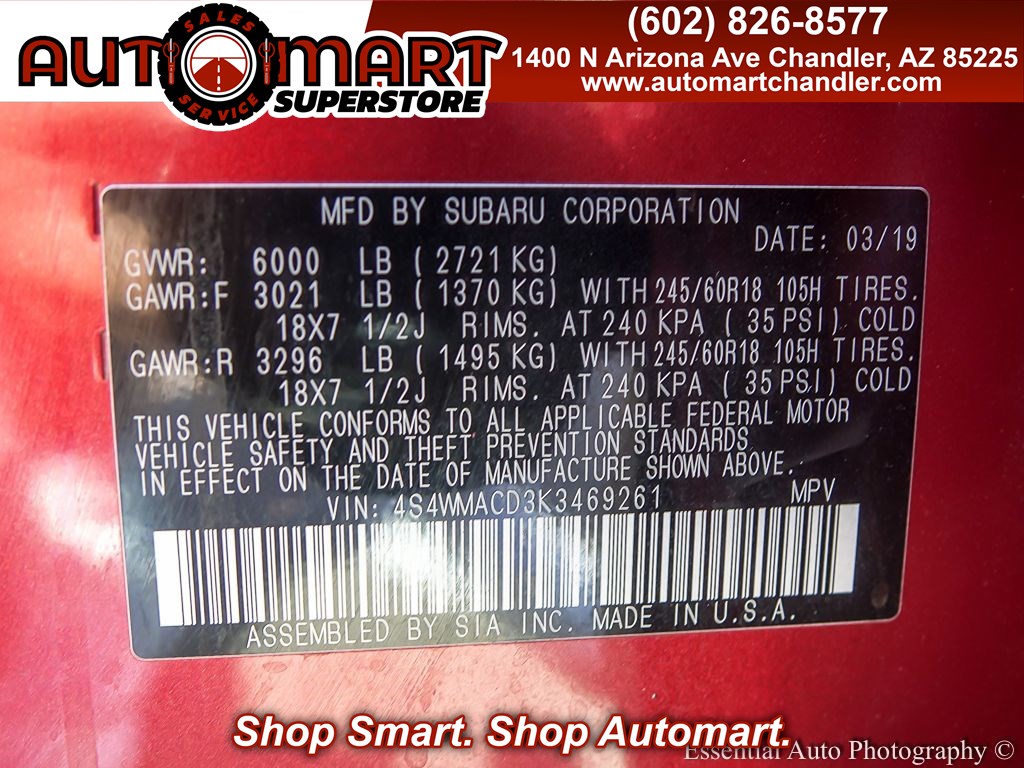 AUTOMART
SALES
SERVICE
SUPERSTORE
(602) 826-8577
1400 N Arizona Ave Chandler, AZ 85225
www.automartchandler.com
MFD BY SUBARU CORPORATION
DATE: 03/19
GVWR: 6000 LB ( 2721 KG)
GAWR:F 3021 LB ( 1370 KG) WITH 245/60R18 105H TIRES.
18X7 1/2J RIMS. AT 240 KPA ( 35 PSI) COLD
GAWR:R 3296 LB ( 1495 KG) WITH 245/60R18 105H TIRES.
18X7 1/2J RIMS. AT 240 KPA ( 35 PSI) COLD
THIS VEHICLE CONFORMS TO ALL APPLICABLE FEDERAL MOTOR
VEHICLE SAFETY AND THEFT PREVENTION STANDARDS
IN EFFECT ON THE DATE OF MANUFACTURE SHOWN ABOVE.
VIN: 4S4WMACD3K3469261 MPV
ASSEMBLED BY SIA INC. MADE IN U.S.A.
Shop Smart. Shop Automart.
Essential Auto Photography ©